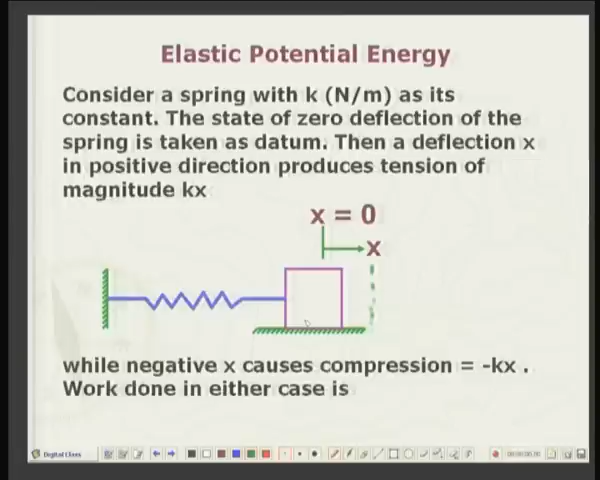 Elastic Potential Energy
Consider a spring with k (N/m) as its
constant. The state of zero deflection of the
spring is taken as datum. Then a deflection x
in positive direction produces tension of
magnitude kx
x = 0
x
while negative x causes compression = -kx .
Work done in either case is
Digital Class